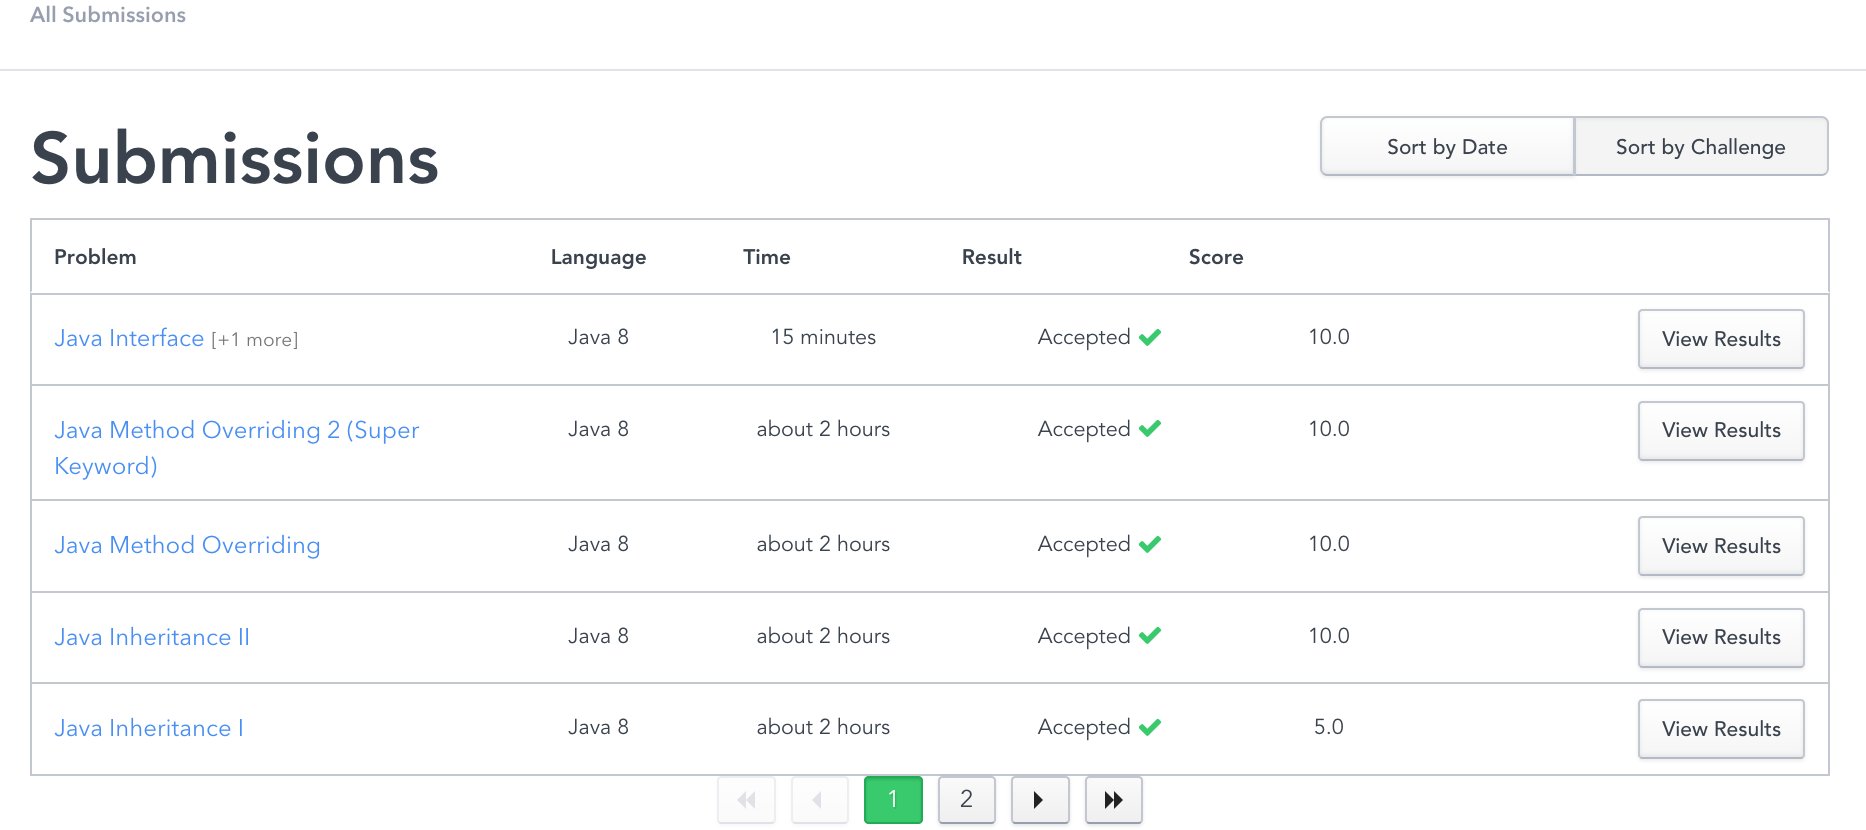 All Submissions
Submissions
Sort by Date Sort by Challenge
Problem Language Time Result Score
Java Interface [+1 more] Java 8 15 minutes Accepted 10.0 View Results
Java Method Overriding 2 (Super Java 8 about 2 hours Accepted 10.0 View Results
Keyword)
Java Method Overriding Java 8 about 2 hours Accepted 10.0 View Results
Java Inheritance II Java 8 about 2 hours Accepted 10.0 View Results
Java Inheritance I Java 8 about 2 hours Accepted 5.0 View Results
1 2